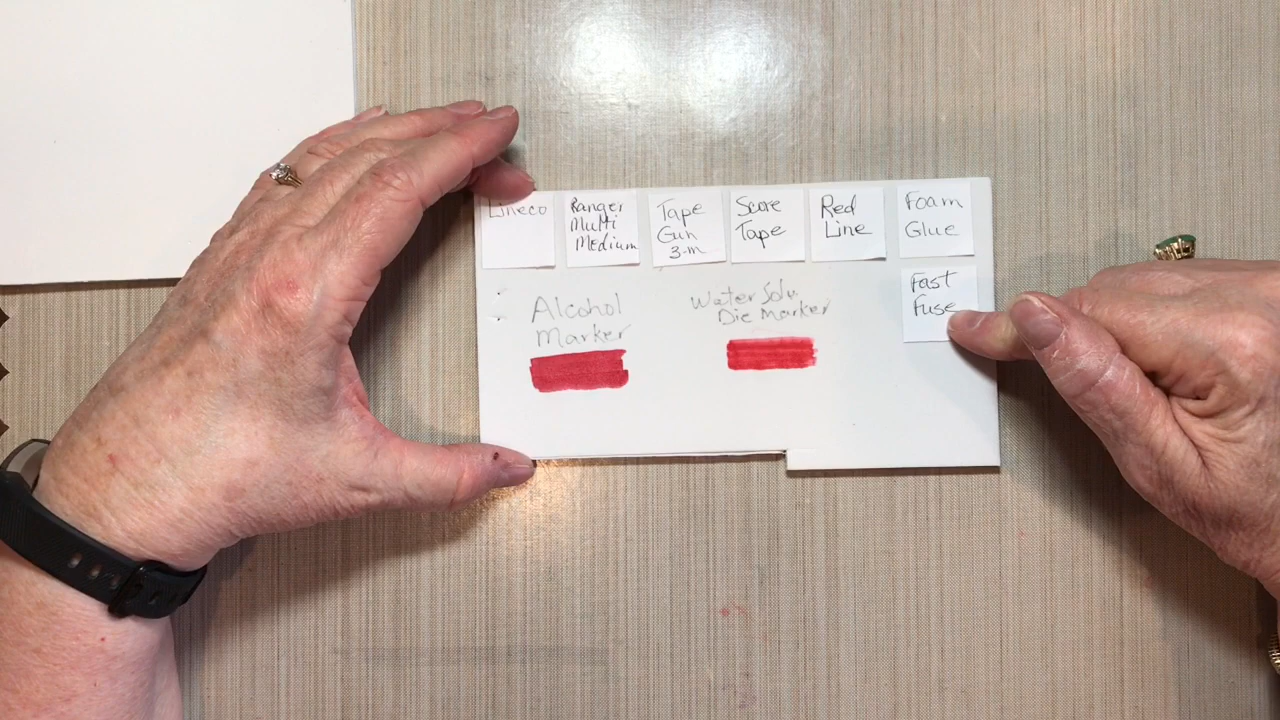 Lineco
Ranger
Multi
Medium
Tape
Gun
3-m
Score
Tape
Red
Line
Foam
Glue
Fast
Fuse
Alcohol
Marker
Water Solv.
Die Marker